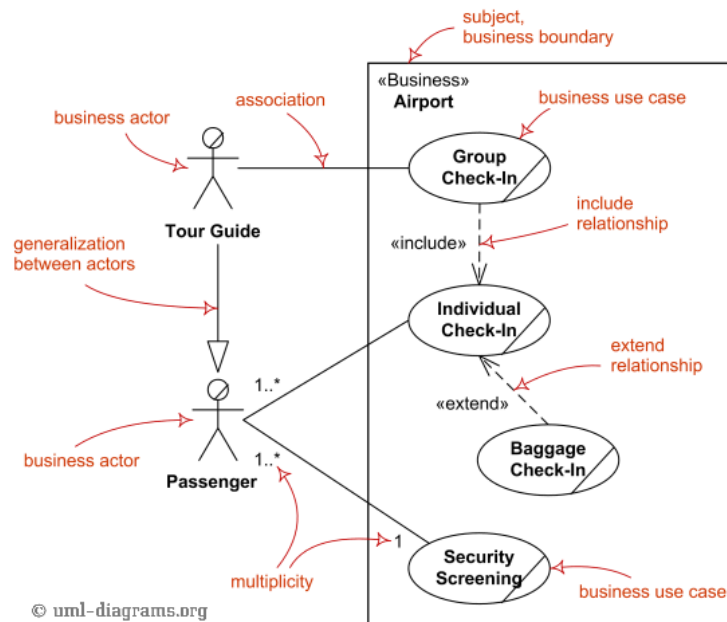 subject,
business boundary
«Business»
Airport
association
business use case
business actor
Group
Check-In
Tour Guide
include
relationship
«include»
generalization
between actors
Individual
Check-In
extend
relationship
1..*
«extend»
Baggage
Check-In
business actor
1..*
Passenger
1
Security
Screening
multiplicity
business use case
© uml-diagrams.org